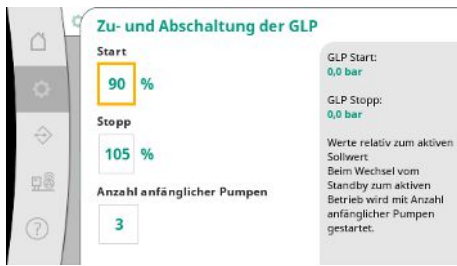 Zu- und Abschaltung der GLP
Start
90 %
Stopp
105 %
Anzahl anfänglicher Pumpen
3
GLP Start:
0,0 bar
GLP Stopp:
0,0 bar
Werte relativ zum aktiven
Sollwert
Beim Wechsel vom
Standby zum aktiven
Betrieb wird mit Anzahl
anfänglicher Pumpen
gestartet.
?